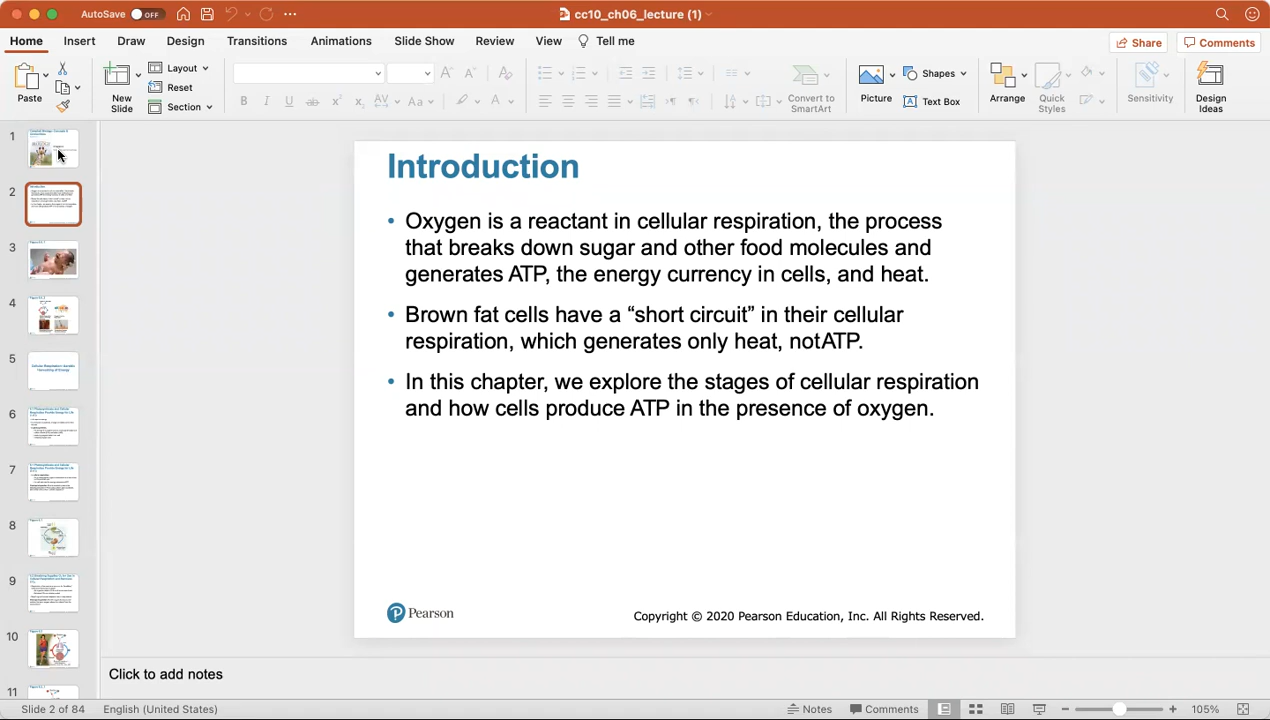 AutoSave OFF
cc10_ch06_lecture (1)
Home Insert Draw Design Transitions Animations Slide Show Review View Tell me
Share Comments
Paste
New Slide
Layout
Reset
Section
Convert to SmartArt
Picture
Shapes
Text Box
Arrange
Quick Styles
Sensitivity
Design Ideas
1
2
3
4
5
6
7
8
9
10
11
Introduction
• Oxygen is a reactant in cellular respiration, the process
that breaks down sugar and other food molecules and
generates ATP, the energy currency in cells, and heat.
• Brown fat cells have a “short circuit” in their cellular
respiration, which generates only heat, notATP.
• In this chapter, we explore the stages of cellular respiration
and how cells produce ATP in the presence of oxygen.
Pearson
Copyright © 2020 Pearson Education, Inc. All Rights Reserved.
Click to add notes
Slide 2 of 84 English (United States) Notes Comments 105%